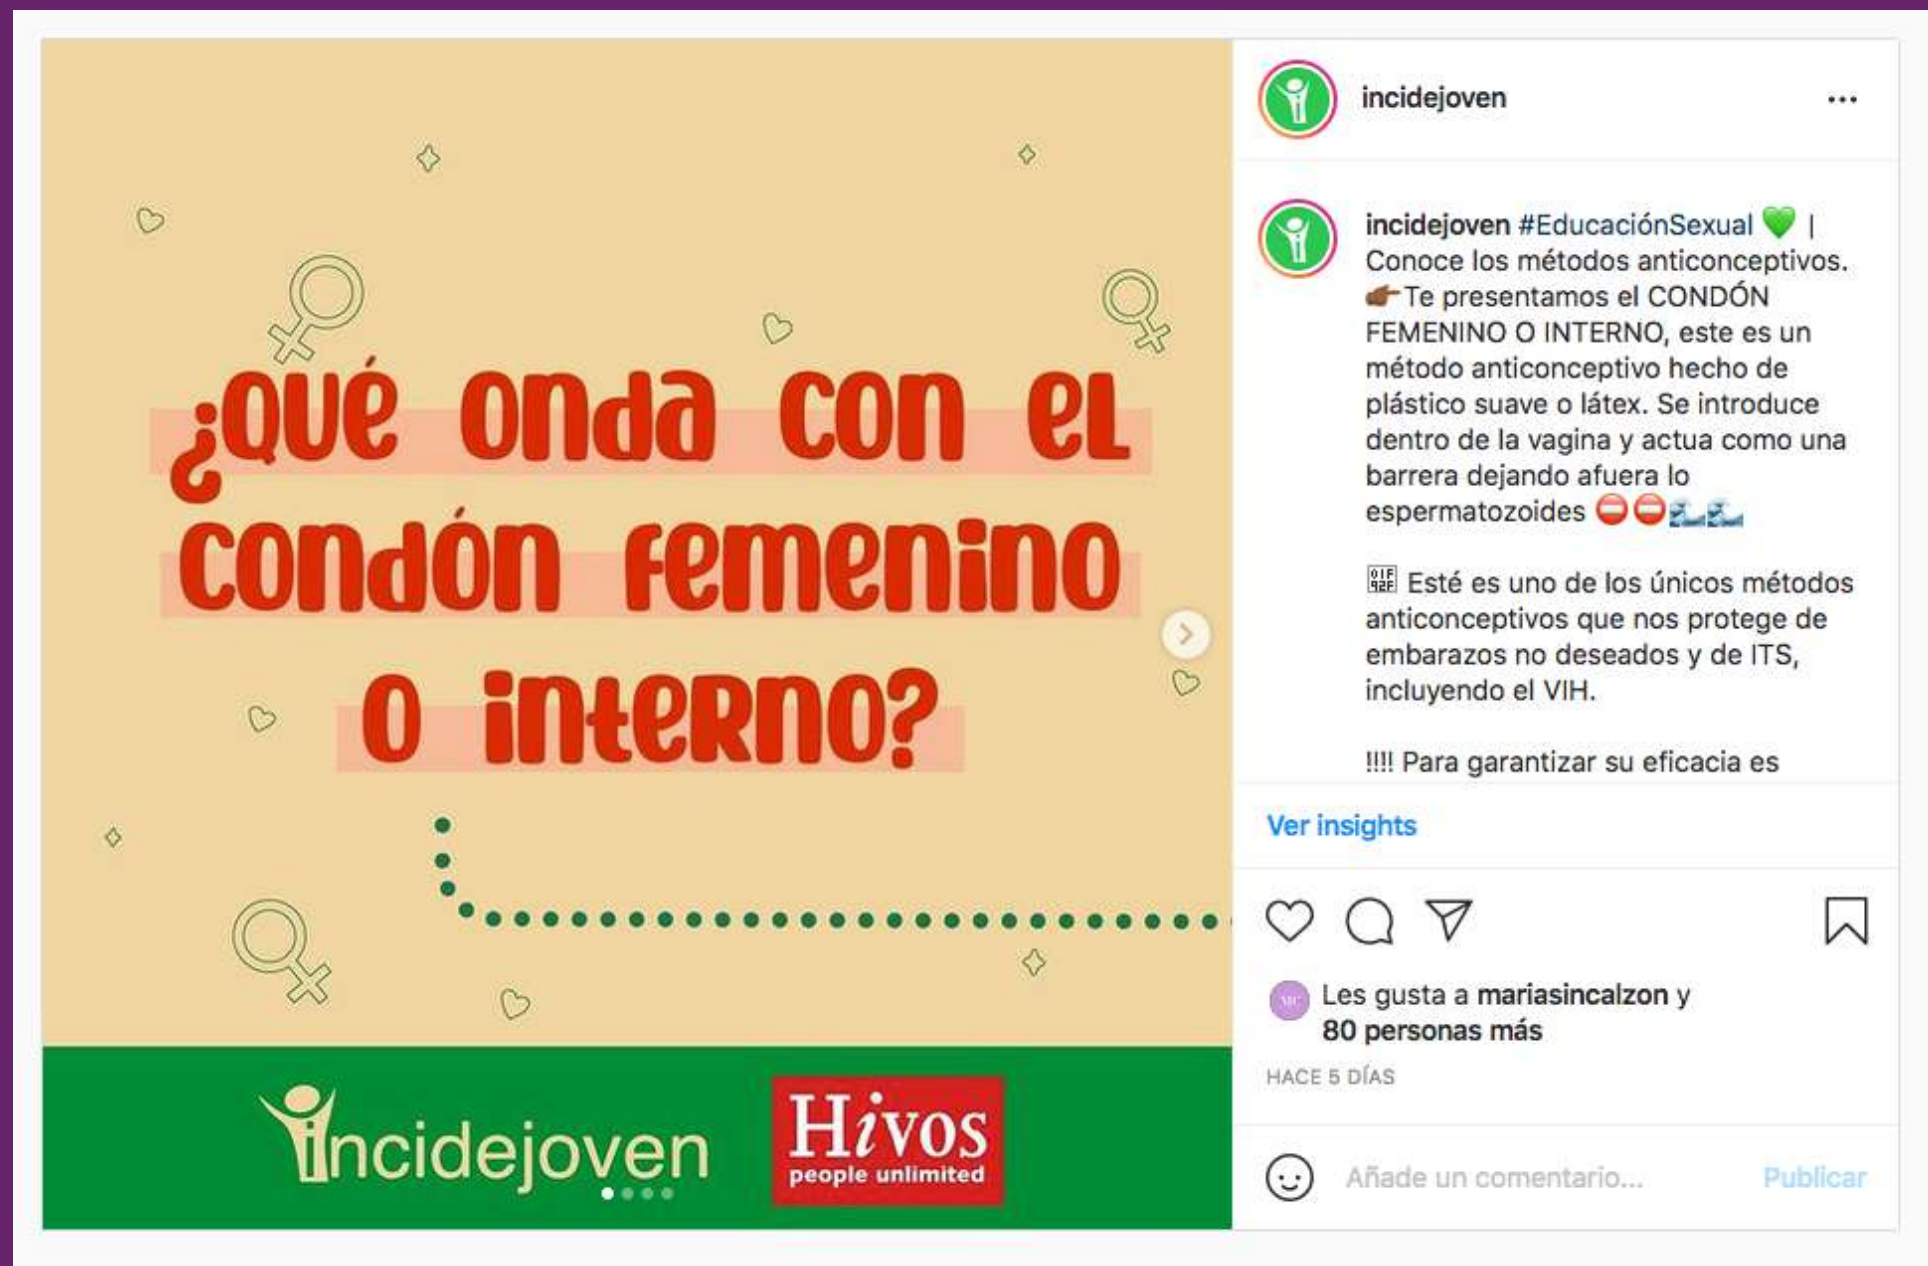 ¿Qué onda con el
condón femenino
o interno?
incidejoven
Hivos
people unlimited
incidejoven
incidejoven #EducaciónSexual 💚 |
Conoce los métodos anticonceptivos.
👉🏾Te presentamos el CONDÓN
FEMENINO O INTERNO, este es un
método anticonceptivo hecho de
plástico suave o látex. Se introduce
dentro de la vagina y actua como una
barrera dejando afuera lo
espermatozoides ⛔⛔🌊🌊
Esté es uno de los únicos métodos
anticonceptivos que nos protege de
embarazos no deseados y de ITS,
incluyendo el VIH.
!!!! Para garantizar su eficacia es
Ver insights
MC
Les gusta a mariasincalzon y
80 personas más
HACE 5 DÍAS
Añade un comentario...
Publicar